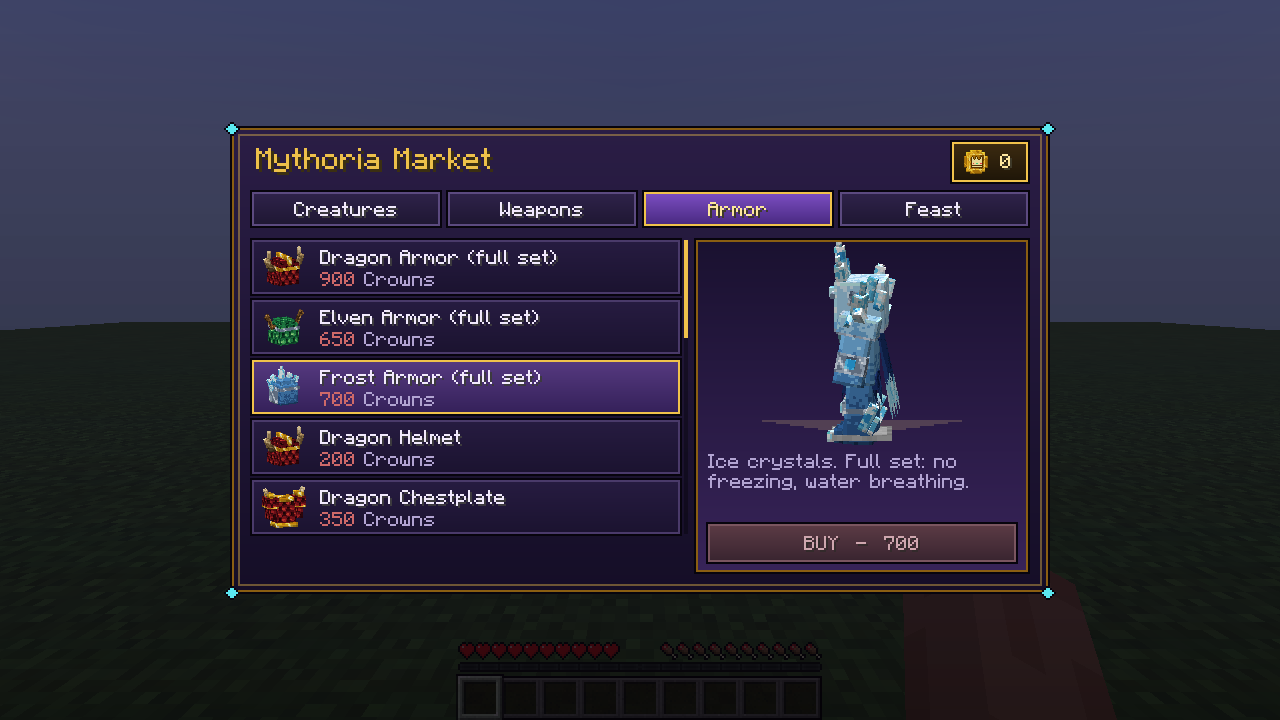 Mythoria Market
0
Creatures
Weapons
Armor
Feast
Dragon Armor (full set)
900 Crowns
Elven Armor (full set)
650 Crowns
Frost Armor (full set)
700 Crowns
Dragon Helmet
200 Crowns
Dragon Chestplate
350 Crowns
Ice crystals. Full set: no
freezing, water breathing.
BUY - 700